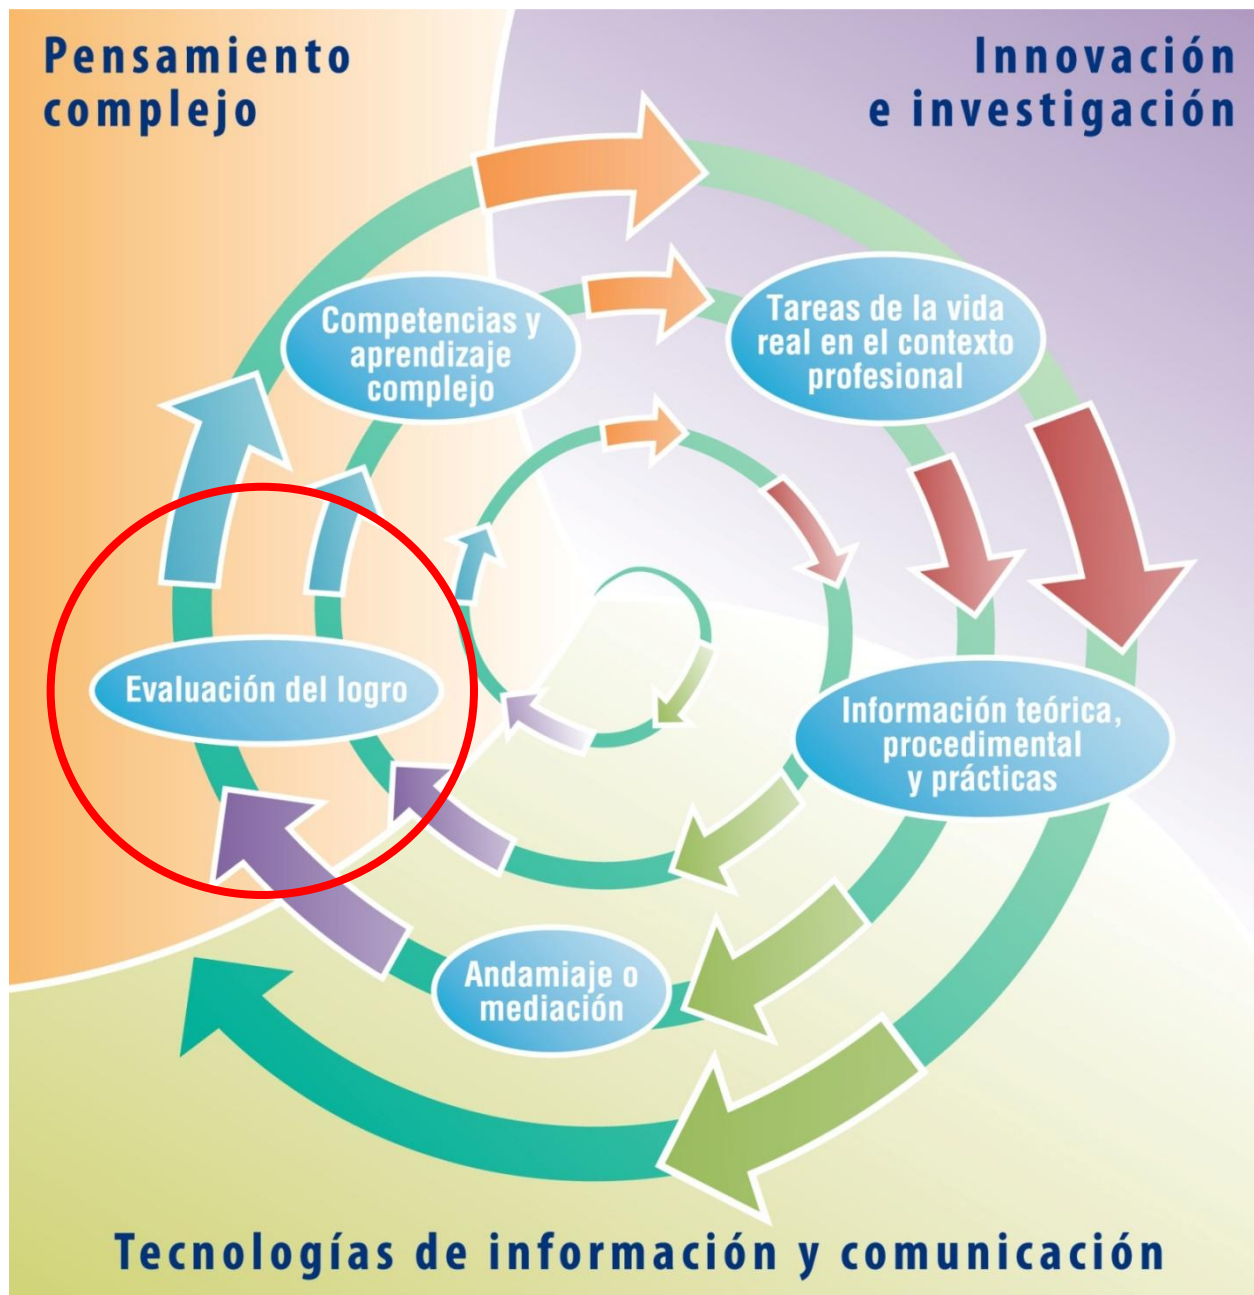 Pensamiento
complejo
Innovación
e investigación
Competencias y
aprendizaje
complejo
Tareas de la vida
real en el contexto
profesional
Evaluación del logro
Información teórica,
procedimental
y prácticas
Andamiaje o
mediación
Tecnologías de información y comunicación